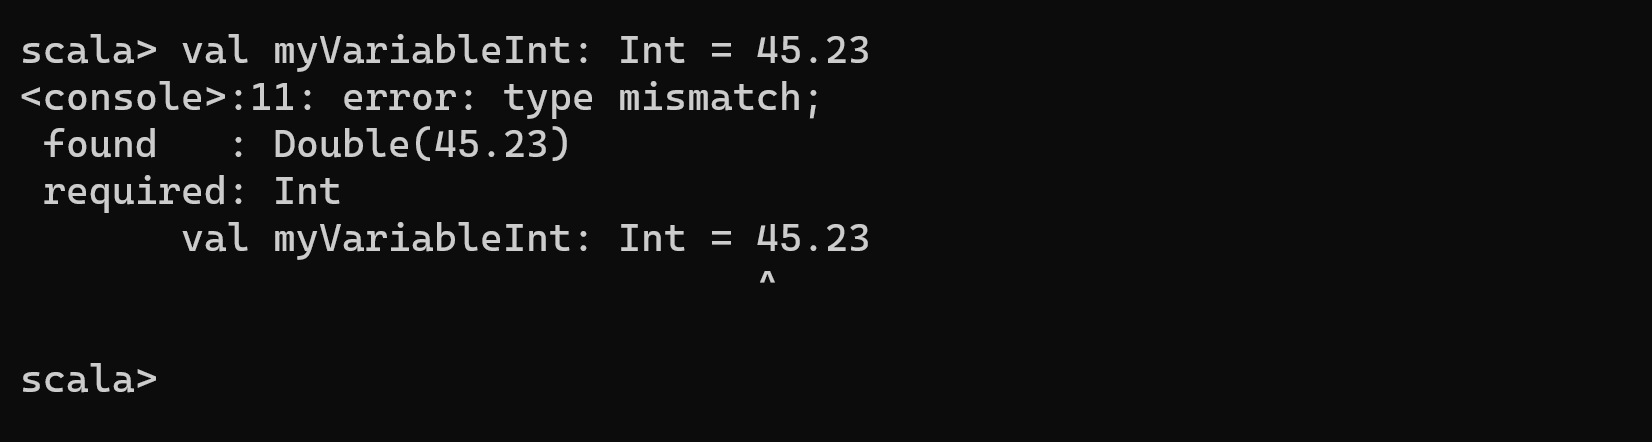 scala> val myVariableInt: Int = 45.23
<console>:11: error: type mismatch;
 found   : Double(45.23)
 required: Int
       val myVariableInt: Int = 45.23
                                ^
scala>